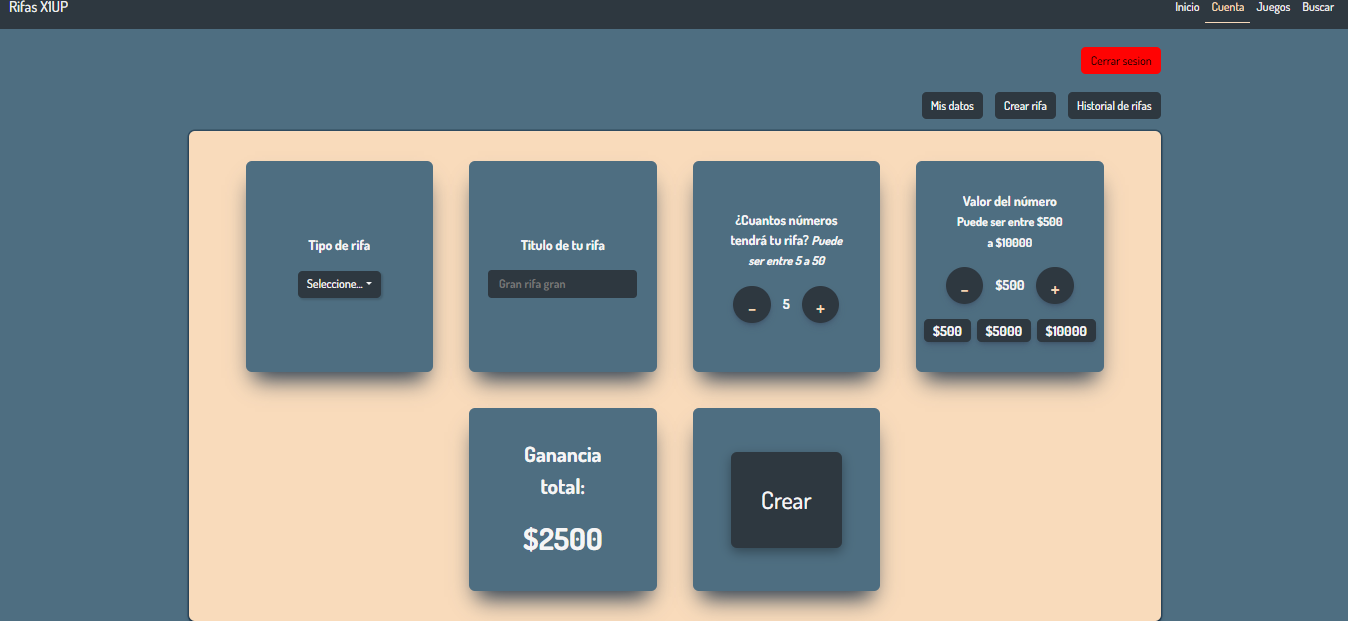 Rifas X1UP
Inicio Cuenta Juegos Buscar
Cerrar sesion
Mis datos Crear rifa Historial de rifas
Tipo de rifa
Seleccione...
Titulo de tu rifa
Gran rifa gran
¿Cuantos números
tendrá tu rifa? Puede
ser entre 5 a 50
- 5 +
Valor del número
Puede ser entre $500
a $10000
- $500 +
$500 $5000 $10000
Ganancia
total:
$2500
Crear